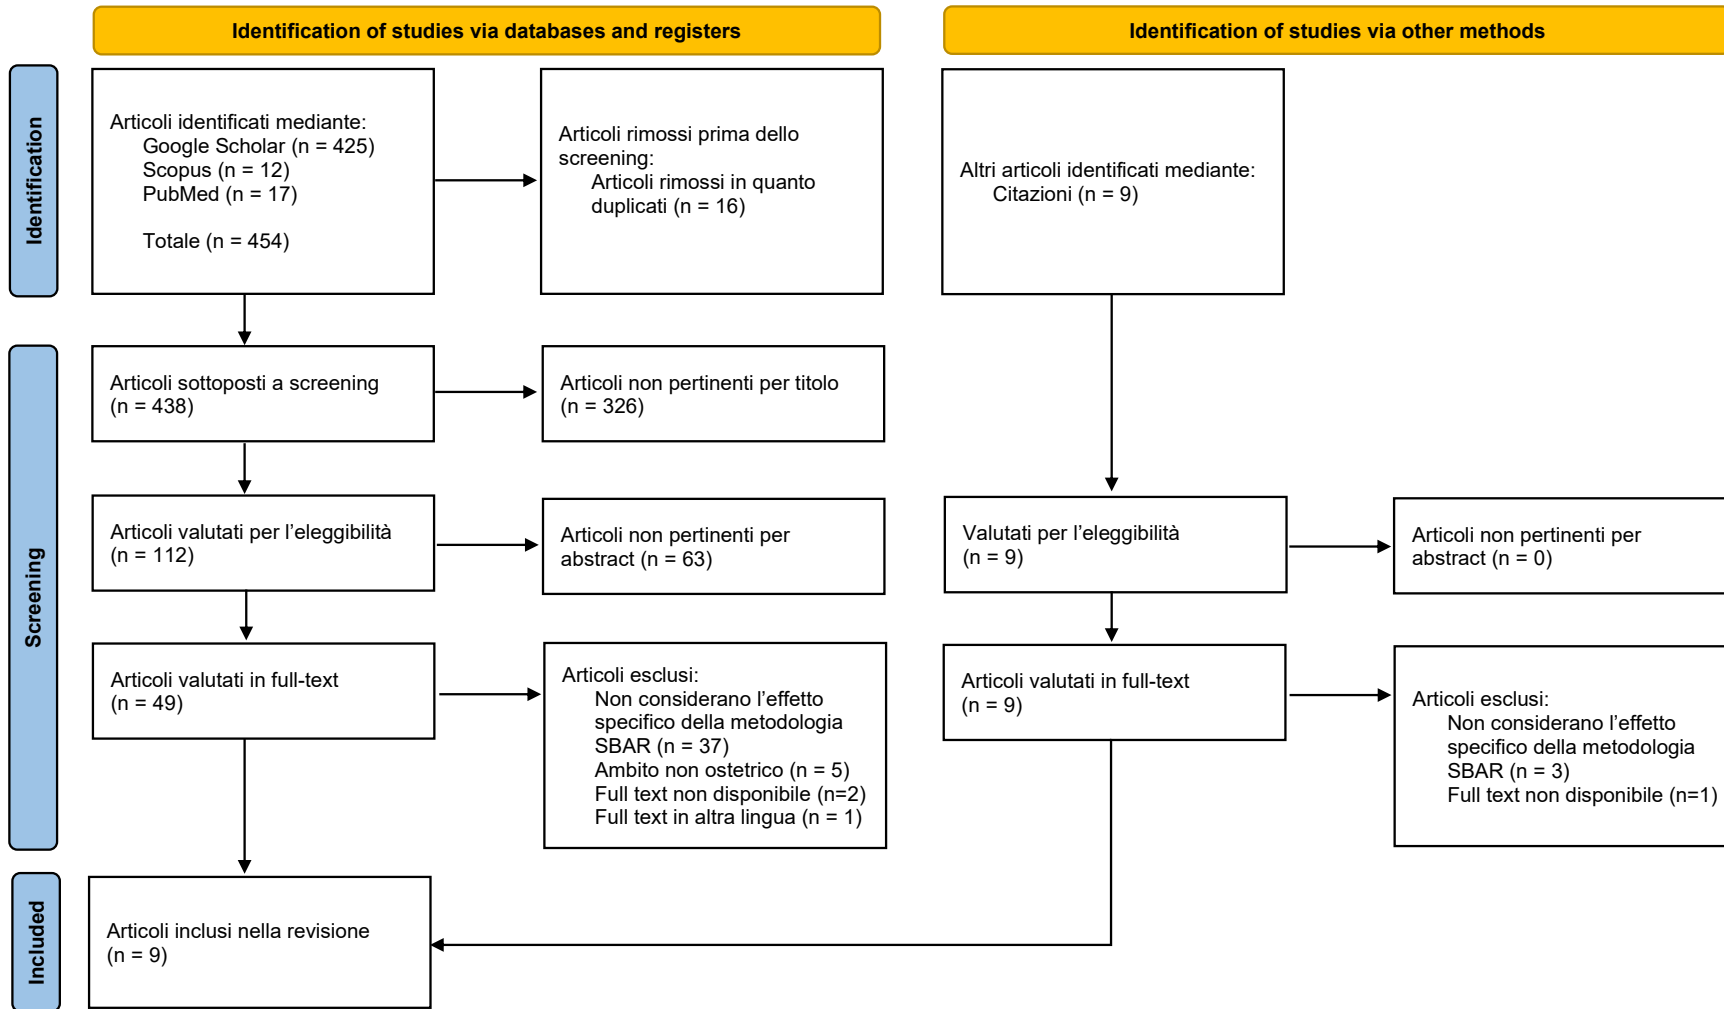 Identification of studies via databases and registers
Identification of studies via other methods
Identification
Articoli identificati mediante:
Google Scholar (n = 425)
Scopus (n = 12)
PubMed (n = 17)
Totale (n = 454)
Articoli rimossi prima dello
screening:
Articoli rimossi in quanto
duplicati (n = 16)
Altri articoli identificati mediante:
Citazioni (n = 9)
Screening
Articoli sottoposti a screening
(n = 438)
Articoli non pertinenti per titolo
(n = 326)
Articoli valutati per l’eleggibilità
(n = 112)
Articoli non pertinenti per
abstract (n = 63)
Valutati per l’eleggibilità
(n = 9)
Articoli non pertinenti per
abstract (n = 0)
Articoli valutati in full-text
(n = 49)
Articoli esclusi:
Non considerano l’effetto
specifico della metodologia
SBAR (n = 37)
Ambito non ostetrico (n = 5)
Full text non disponibile (n=2)
Full text in altra lingua (n = 1)
Articoli valutati in full-text
(n = 9)
Articoli esclusi:
Non considerano l’effetto
specifico della metodologia
SBAR (n = 3)
Full text non disponibile (n=1)
Included
Articoli inclusi nella revisione
(n = 9)